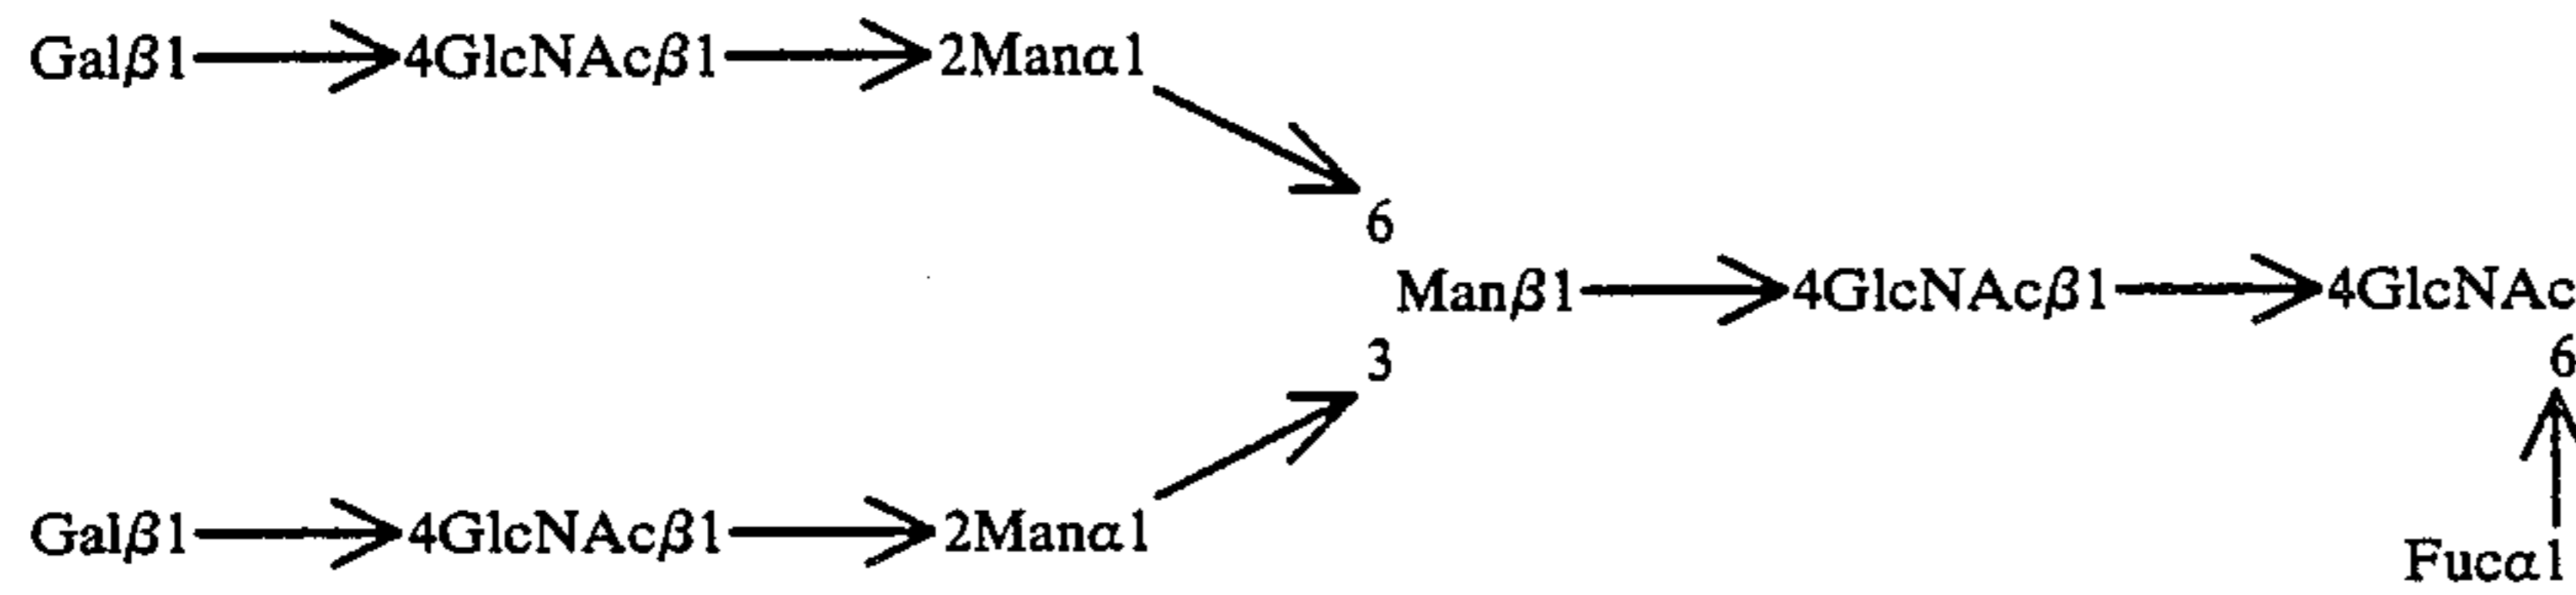 Galβ1 4GlcNAcβ1 2Manα1
6
Manβ1 4GlcNAcβ1 4GlcNAc
3 6
Galβ1 4GlcNAcβ1 2Manα1
Fucα1